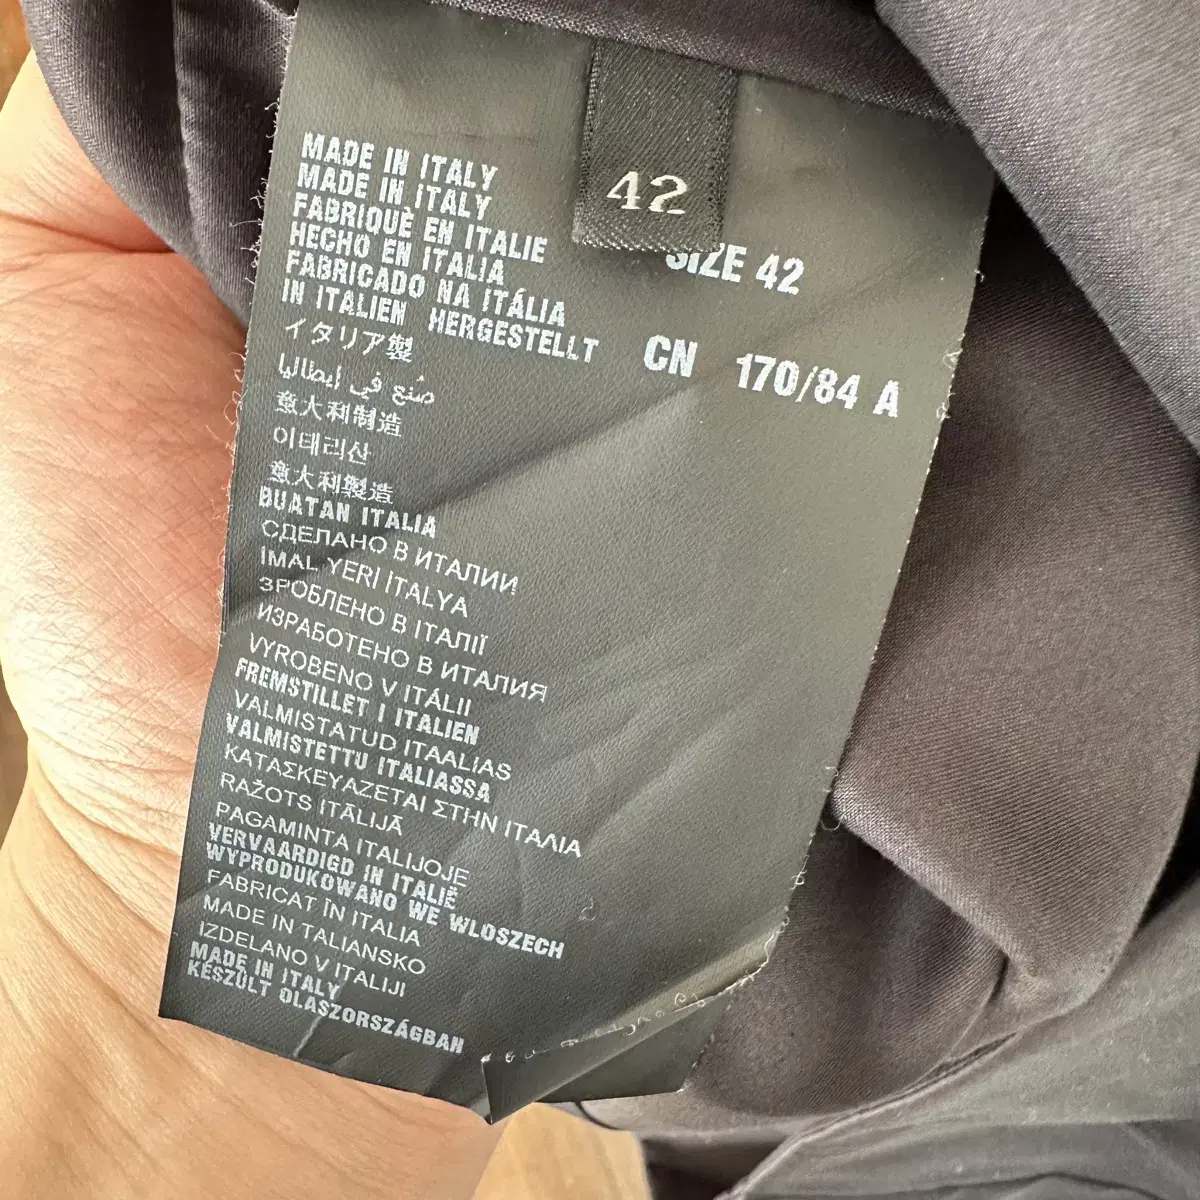 42
SIZE 42
CN 170/84 A
MADE IN ITALY
MADE IN ITALY
FABRIQUÈ EN ITALIE
HECHO EN ITALIA
FABRICADO NA ITÁLIA
IN ITALIEN HERGESTELLT
イタリア製
صُنع في إيطاليا
意大利制造
이태리산
意大利製造
BUATAN ITALIA
СДЕЛАНО В ИТАЛИИ
IMAL YERI İTALYA
ЗРОБЛЕНО В ІТАЛІЇ
ИЗРАБОТЕНО В ИТАЛИЯ
VYROBENO V ITÁLII
FREMSTILLET I ITALIEN
VALMISTATUD ITAALIAS
VALMISTETTU ITALIASSA
ΚΑΤΑΣΚΕΥΑΖΕΤΑΙ ΣΤΗΝ ΙΤΑΛΙΑ
RAŽOTS ITĀLIJĀ
PAGAMINTA ITALIJOJE
VERVAARDIGD IN ITALIË
WYPRODUKOWANO WE WLOSZECH
FABRICAT ÎN ITALIA
MADE IN TALIANSKO
IZDELANO V ITALIJI
MADE IN ITALY
KÉSZÜLT OLASZORSZÁGBAN